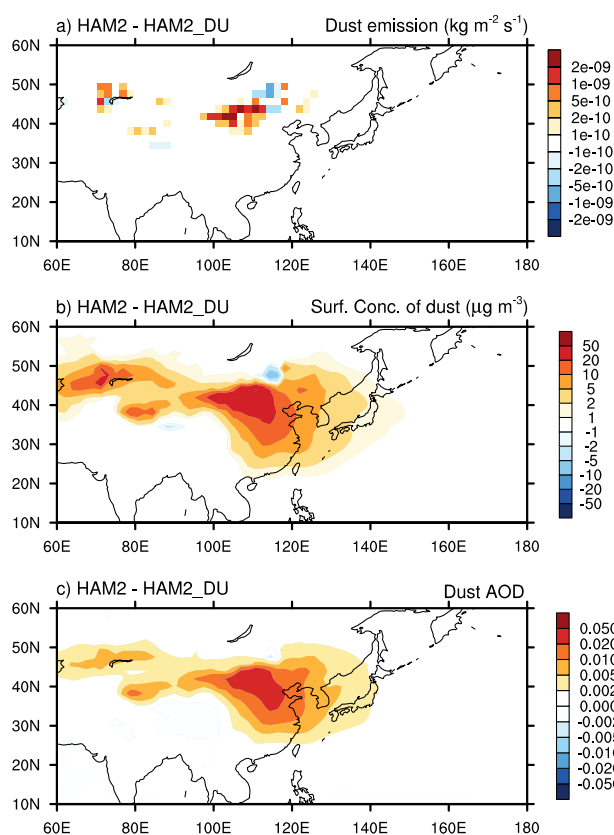 a) HAM2 - HAM2_DU Dust emission (kg m⁻² s⁻¹)
60N
50N
40N
30N
20N
10N
60E 80E 100E 120E 140E 160E 180
2e-09
1e-09
5e-10
2e-10
1e-10
-1e-10
-2e-10
-5e-10
-1e-09
-2e-09
b) HAM2 - HAM2_DU Surf. Conc. of dust (μg m⁻³)
60N
50N
40N
30N
20N
10N
60E 80E 100E 120E 140E 160E 180
50
20
10
5
2
1
-1
-2
-5
-10
-20
-50
c) HAM2 - HAM2_DU Dust AOD
60N
50N
40N
30N
20N
10N
60E 80E 100E 120E 140E 160E 180
0.050
0.020
0.010
0.005
0.002
0.000
-0.002
-0.005
-0.010
-0.020
-0.050